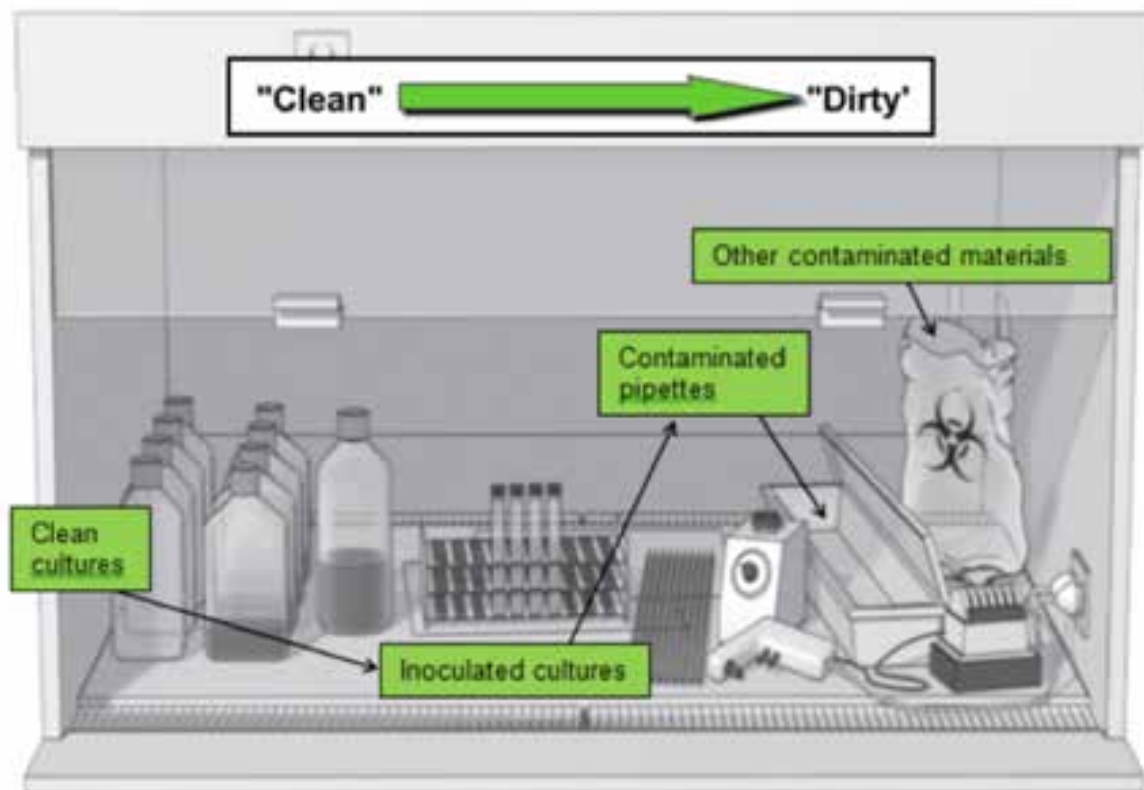 "Clean" "Dirty'
Other contaminated materials
Contaminated
pipettes
Clean
cultures
Inoculated cultures